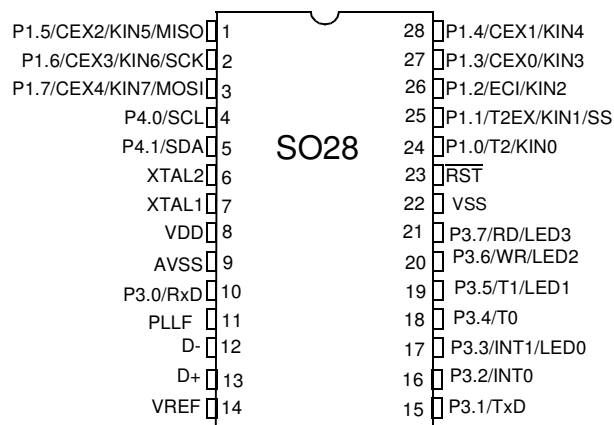 P1.5/CEX2/KIN5/MISO 1 28 P1.4/CEX1/KIN4
P1.6/CEX3/KIN6/SCK 2 27 P1.3/CEX0/KIN3
P1.7/CEX4/KIN7/MOSI 3 26 P1.2/ECI/KIN2
P4.0/SCL 4 25 P1.1/T2EX/KIN1/SS
P4.1/SDA 5 SO28 24 P1.0/T2/KIN0
XTAL2 6 23 RST
XTAL1 7 22 VSS
VDD 8 21 P3.7/RD/LED3
AVSS 9 20 P3.6/WR/LED2
P3.0/RxD 10 19 P3.5/T1/LED1
PLLF 11 18 P3.4/T0
D- 12 17 P3.3/INT1/LED0
D+ 13 16 P3.2/INT0
VREF 14 15 P3.1/TxD